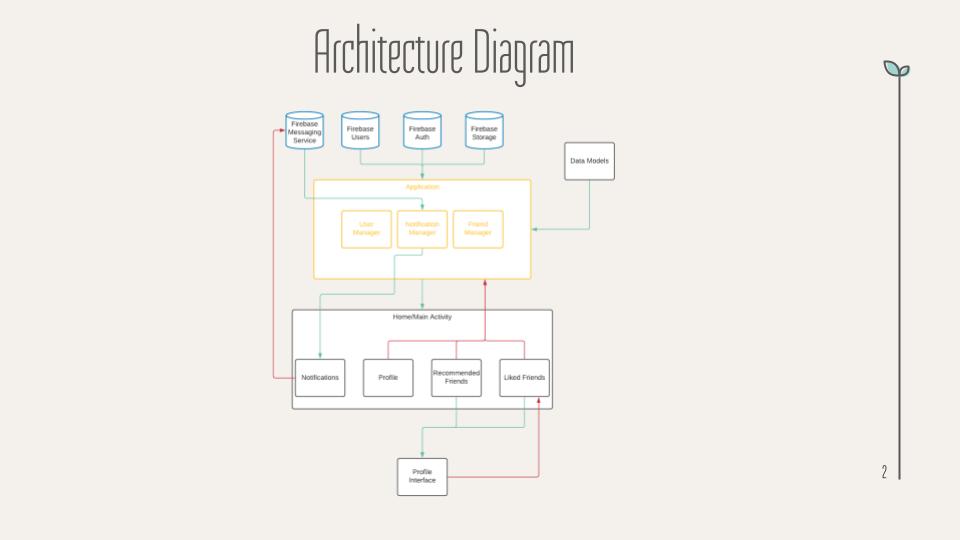 Architecture Diagram
Firebase
Messaging
Service
Firebase
Users
Firebase
Auth
Firebase
Storage
Data Models
Application
User
Manager
Notification
Manager
Friend
Manager
Home/Main Activity
Notifications
Profile
Recommended
Friends
Liked Friends
Profile
Interface
2